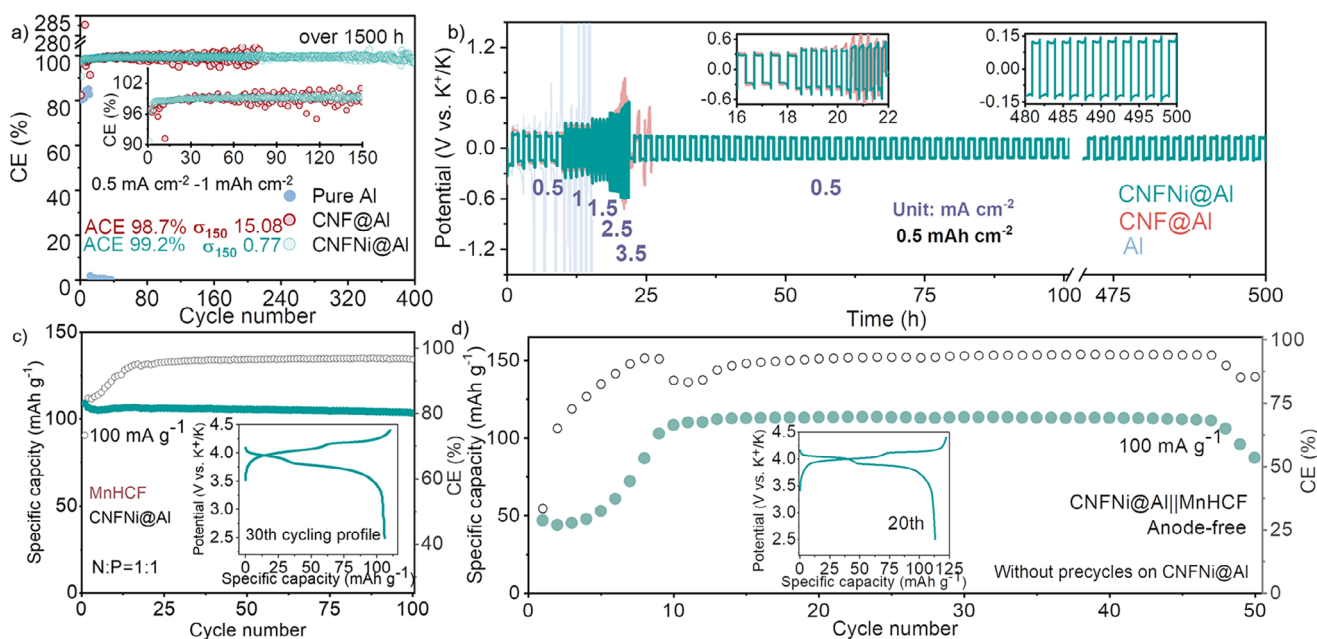 a)
285
280
100
80
60
40
20
0
CE (%)
over 1500 h
102
96
90
CE (%)
0 30 60 90 120 150
0.5 mA cm-2 -1 mAh cm-2
Pure Al
ACE 98.7% σ150 15.08 CNF@Al
ACE 99.2% σ150 0.77 CNFNi@Al
0 80 160 240 320 400
Cycle number
b)
1.2
0.6
0.0
-0.6
-1.2
Potential (V vs. K+/K)
0.6
0.0
-0.6
16 18 20 22
0.15
0.00
-0.15
480 485 490 495 500
0.5
1
1.5
2.5
3.5
0.5
Unit: mA cm-2
0.5 mAh cm-2
CNFNi@Al
CNF@Al
Al
0 25 50 75 100 475 500
Time (h)
c)
150
100
50
0
Specific capcity (mAh g-1)
100
80
60
40
CE (%)
100 mA g-1
MnHCF
CNFNi@Al
N:P=1:1
4.5
4.0
3.5
3.0
2.5
Potential (V vs. K+/K)
30th cycling profile
0 20 40 60 80 100
Specific capacity (mAh g-1)
0 25 50 75 100
Cycle number
d)
150
100
50
0
Specific capacity (mAh g-1)
100
75
50
25
0
CE (%)
100 mA g-1
CNFNi@Al||MnHCF
Anode-free
Without precycles on CNFNi@Al
4.5
4.0
3.5
3.0
2.5
Potential (V vs. K+/K)
20th
0 25 50 75 100 125
Specific capacity (mAh g-1)
0 10 20 30 40 50
Cycle number